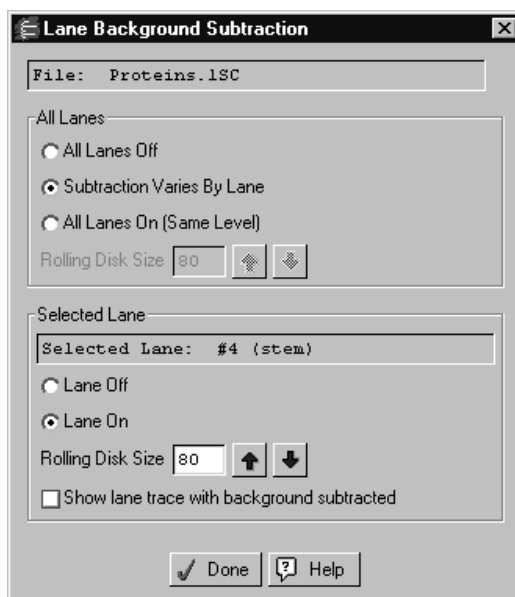 Lane Background Subtraction
File: Proteins.1SC
All Lanes
All Lanes Off
Subtraction Varies By Lane
All Lanes On (Same Level)
Rolling Disk Size 80
Selected Lane
Selected Lane: #4 (stem)
Lane Off
Lane On
Rolling Disk Size 80
Show lane trace with background subtracted
Done Help